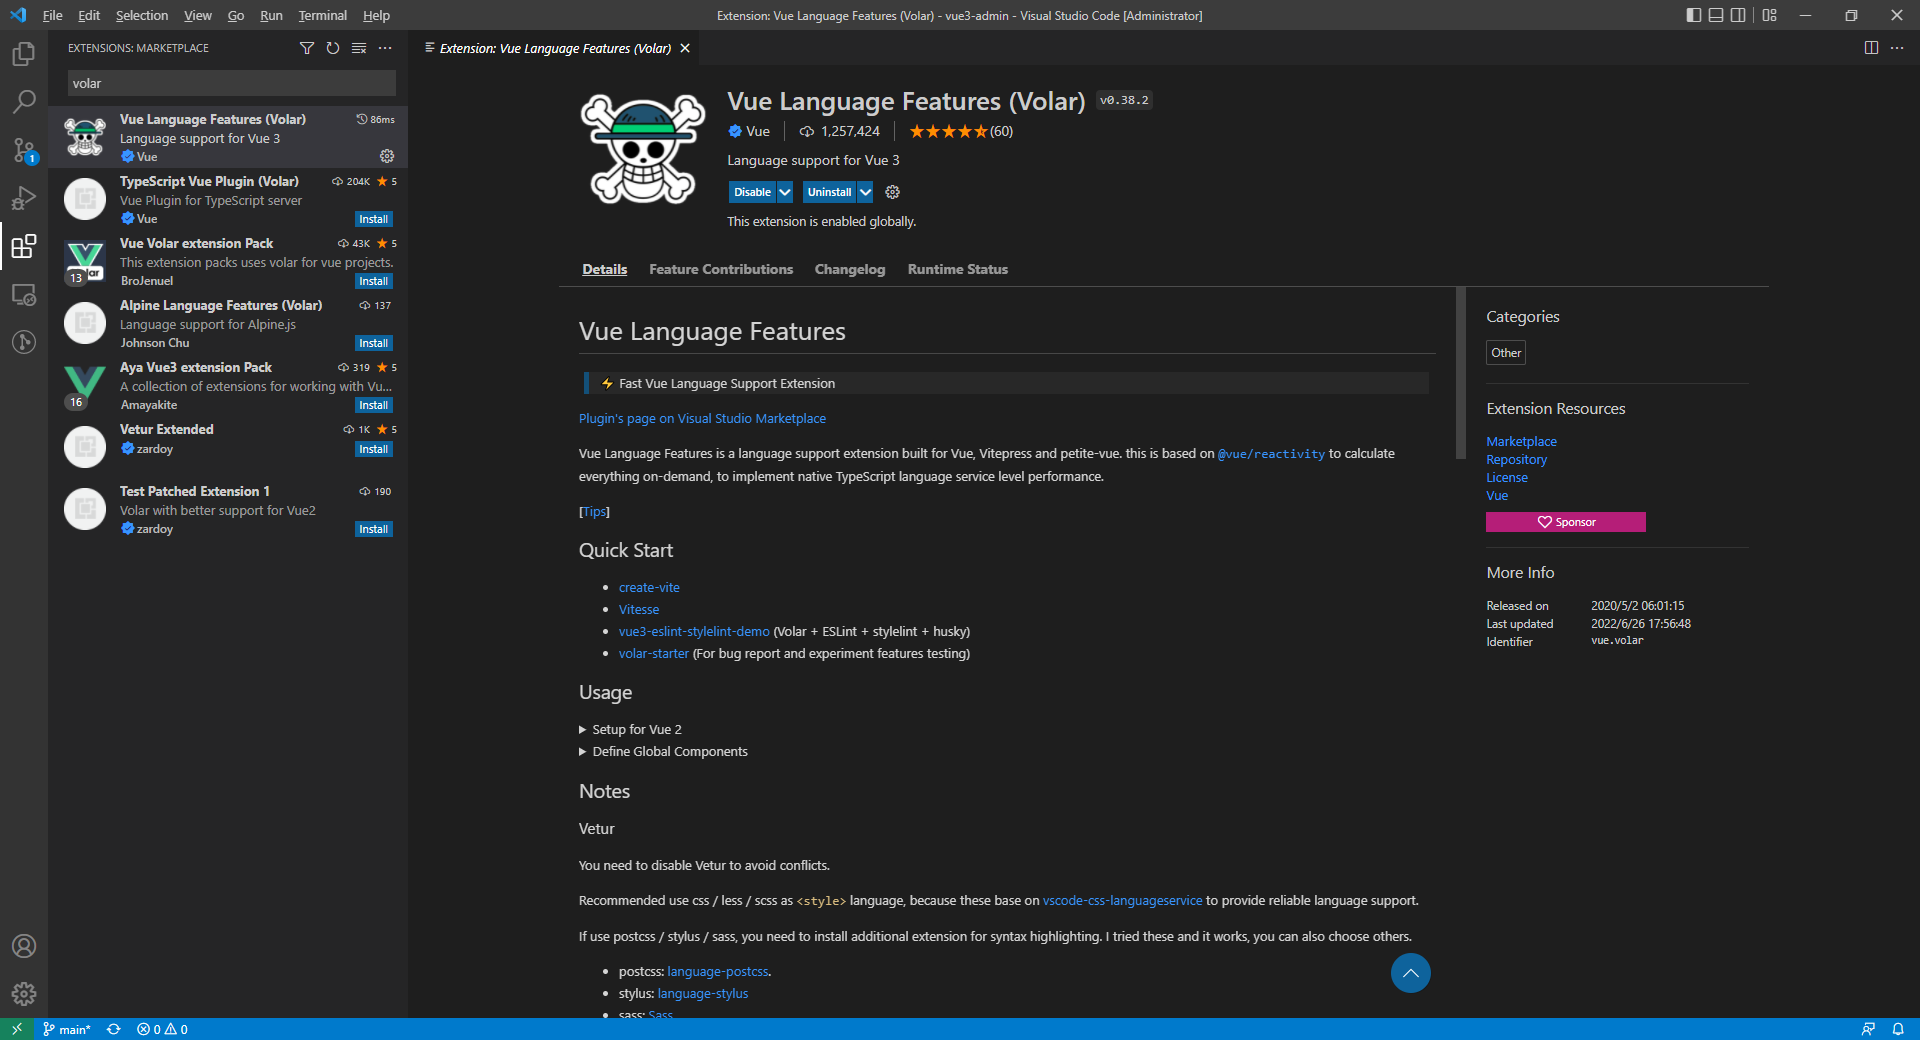 File Edit Selection View Go Run Terminal Help
Extension: Vue Language Features (Volar) - vue3-admin - Visual Studio Code [Administrator]
EXTENSIONS: MARKETPLACE
volar
Vue Language Features (Volar) 86ms
Language support for Vue 3
Vue
TypeScript Vue Plugin (Volar) 204K 5
Vue Plugin for TypeScript server
Vue Install
Vue Volar extension Pack 43K 5
This extension packs uses volar for vue projects.
13
BroJenuel Install
Alpine Language Features (Volar) 137
Language support for Alpine.js
Johnson Chu Install
Aya Vue3 extension Pack 319 5
A collection of extensions for working with Vu...
16
Amayakite Install
Vetur Extended 1K 5
zardoy Install
Test Patched Extension 1 190
Volar with better support for Vue2
zardoy Install
1
Extension: Vue Language Features (Volar)
Vue Language Features (Volar) v0.38.2
Vue 1,257,424 (60)
Language support for Vue 3
Disable Uninstall
This extension is enabled globally.
Details Feature Contributions Changelog Runtime Status
Vue Language Features
⚡ Fast Vue Language Support Extension
Plugin's page on Visual Studio Marketplace
Vue Language Features is a language support extension built for Vue, Vitepress and petite-vue. this is based on @vue/reactivity to calculate
everything on-demand, to implement native TypeScript language service level performance.
[Tips]
Quick Start
• create-vite
• Vitesse
• vue3-eslint-stylelint-demo (Volar + ESLint + stylelint + husky)
• volar-starter (For bug report and experiment features testing)
Usage
▶ Setup for Vue 2
▶ Define Global Components
Notes
Vetur
You need to disable Vetur to avoid conflicts.
Recommended use css / less / scss as <style> language, because these base on vscode-css-languageservice to provide reliable language support.
If use postcss / stylus / sass, you need to install additional extension for syntax highlighting. I tried these and it works, you can also choose others.
• postcss: language-postcss.
• stylus: language-stylus
• sass: Sass
Categories
Other
Extension Resources
Marketplace
Repository
License
Vue
Sponsor
More Info
Released on 2020/5/2 06:01:15
Last updated 2022/6/26 17:56:48
Identifier vue.volar
main* 0 0